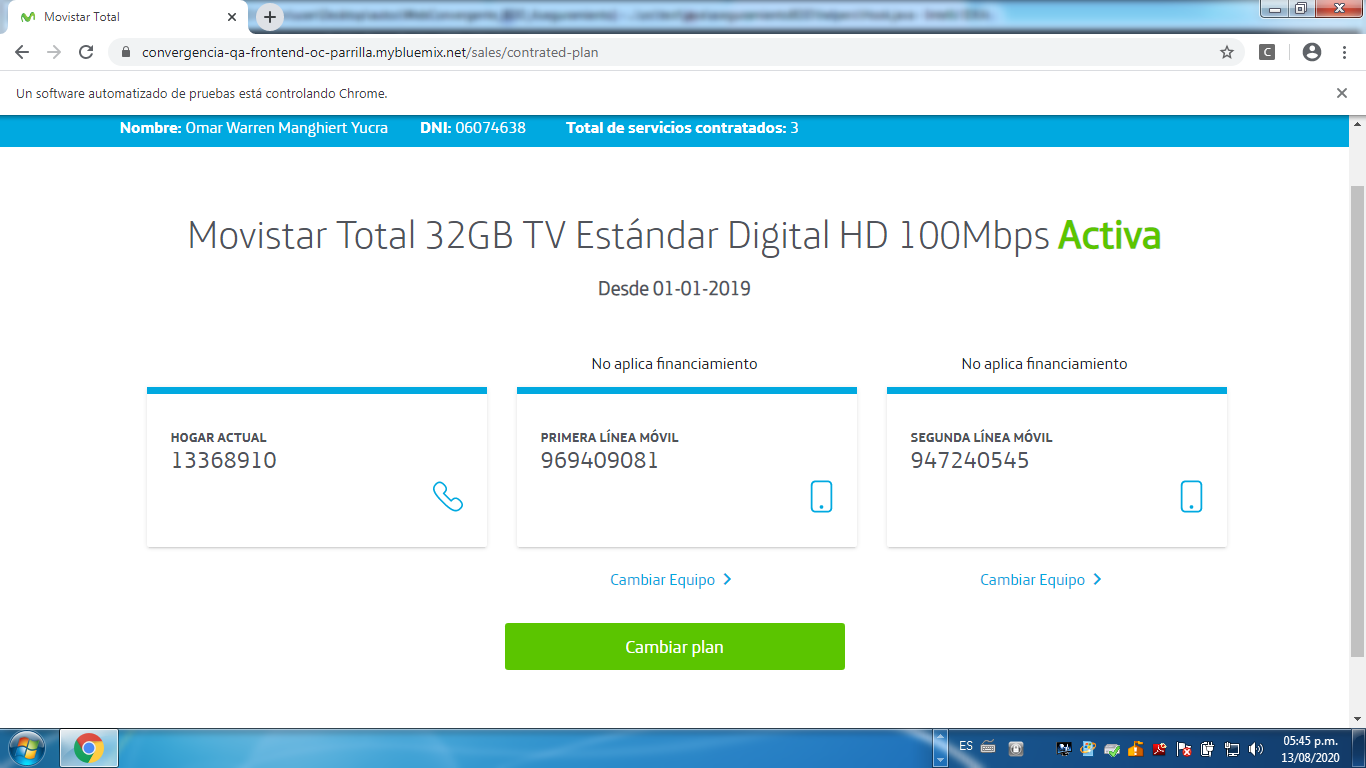 Movistar Total
convergencia-qa-frontend-oc-parrilla.mybluemix.net/sales/contrated-plan
C
Un software automatizado de pruebas está controlando Chrome.
Nombre: Omar Warren Manghiert Yucra DNI: 06074638 Total de servicios contratados: 3
Movistar Total 32GB TV Estándar Digital HD 100Mbps Activa
Desde 01-01-2019
No aplica financiamiento No aplica financiamiento
HOGAR ACTUAL PRIMERA LÍNEA MÓVIL SEGUNDA LÍNEA MÓVIL
13368910 969409081 947240545
Cambiar Equipo Cambiar Equipo
Cambiar plan
ES 05:45 p.m.
13/08/2020